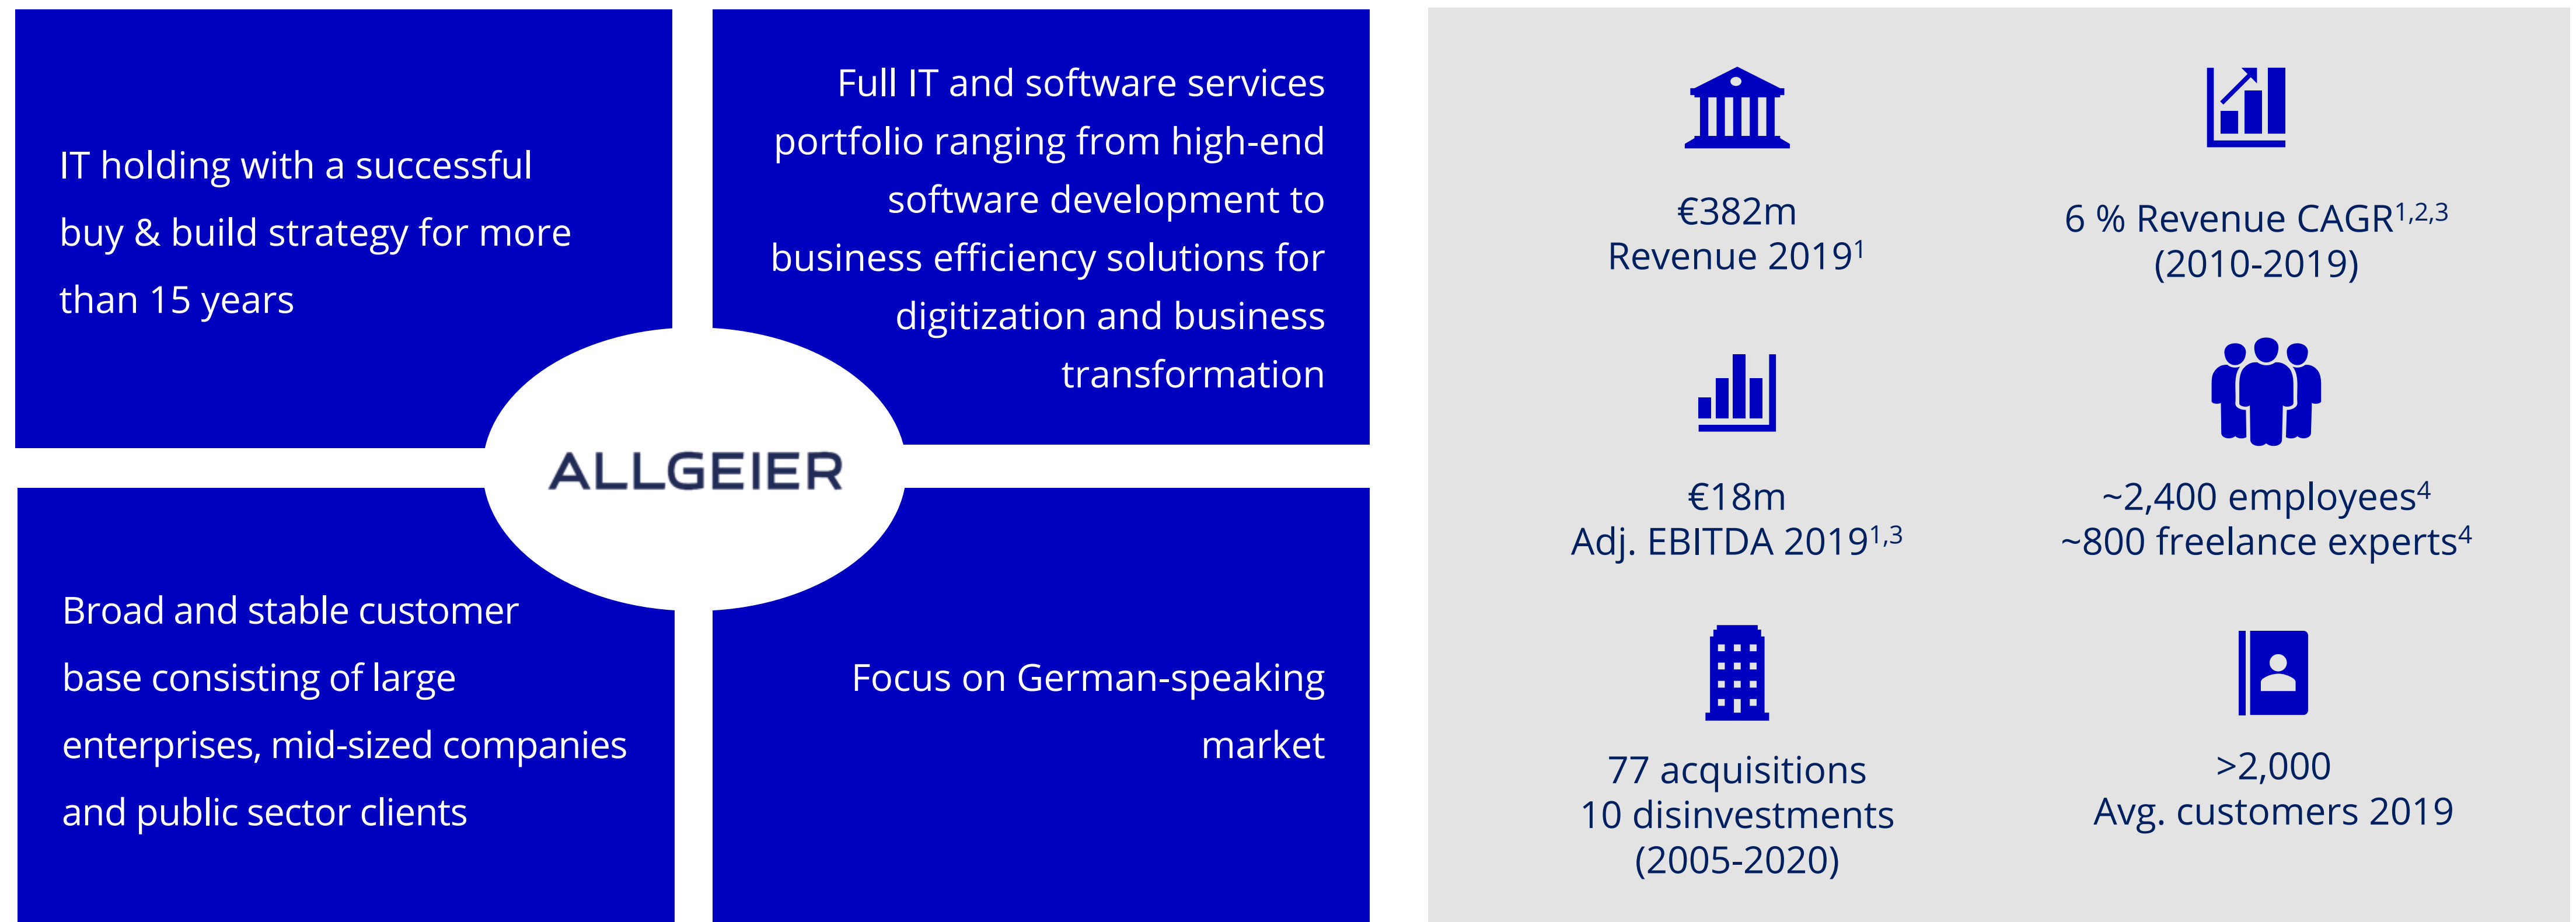 IT holding with a successful
buy & build strategy for more
than 15 years
Full IT and software services
portfolio ranging from high-end
software development to
business efficiency solutions for
digitization and business
transformation
ALLGEIER
Broad and stable customer
base consisting of large
enterprises, mid-sized companies
and public sector clients
Focus on German-speaking
market
€382m
Revenue 2019¹
6 % Revenue CAGR¹,²,³
(2010-2019)
€18m
Adj. EBITDA 2019¹,³
~2,400 employees⁴
~800 freelance experts⁴
77 acquisitions
10 disinvestments
(2005-2020)
>2,000
Avg. customers 2019